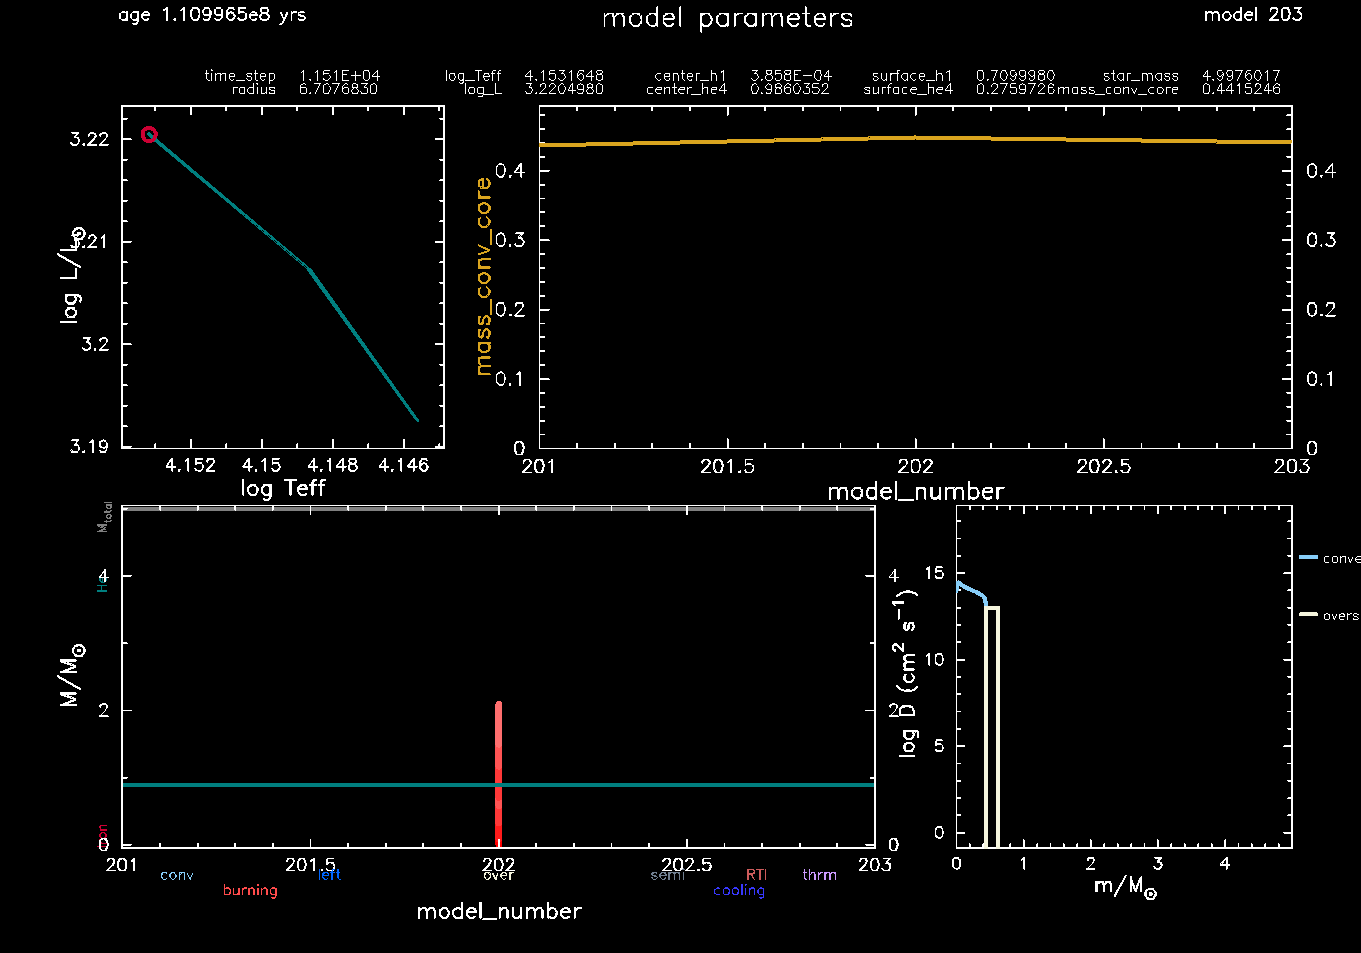 age 1.109965e8 yrs model parameters model 203
time_step 1.151E+04 log_Teff 4.1531648 center_h1 3.858E-04 surface_h1 0.7099980 star_mass 4.9976017
radius 6.7076830 log_L 3.2204980 center_he4 0.9860352 surface_he4 0.2759726 mass_conv_core 0.4415246
log L/L⊙
3.22
3.21
3.2
3.19
4.152 4.15 4.148 4.146
log Teff
mass_conv_core
0.4 0.4
0.3 0.3
0.2 0.2
0.1 0.1
0 0
201 201.5 202 202.5 203
model_number
Mtotal
He
M/M⊙
4 4
2 2
0 0
201 201.5 202 202.5 203
conv left over semi RTI thrm
burning cooling
model_number
log D (cm² s⁻¹)
15
10
5
0
0 1 2 3 4
m/M⊙
conve
overs